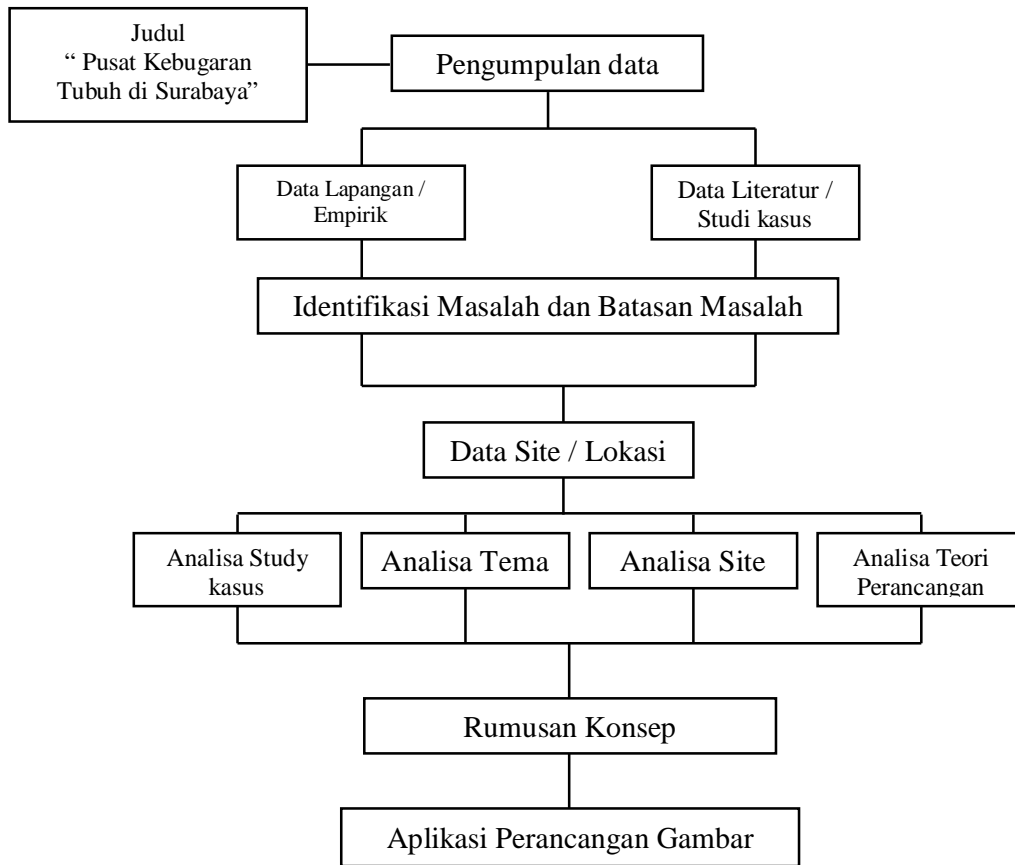 Judul
“ Pusat Kebugaran
Tubuh di Surabaya”
Pengumpulan data
Data Lapangan /
Empirik
Data Literatur /
Studi kasus
Identifikasi Masalah dan Batasan Masalah
Data Site / Lokasi
Analisa Study
kasus
Analisa Tema
Analisa Site
Analisa Teori
Perancangan
Rumusan Konsep
Aplikasi Perancangan Gambar